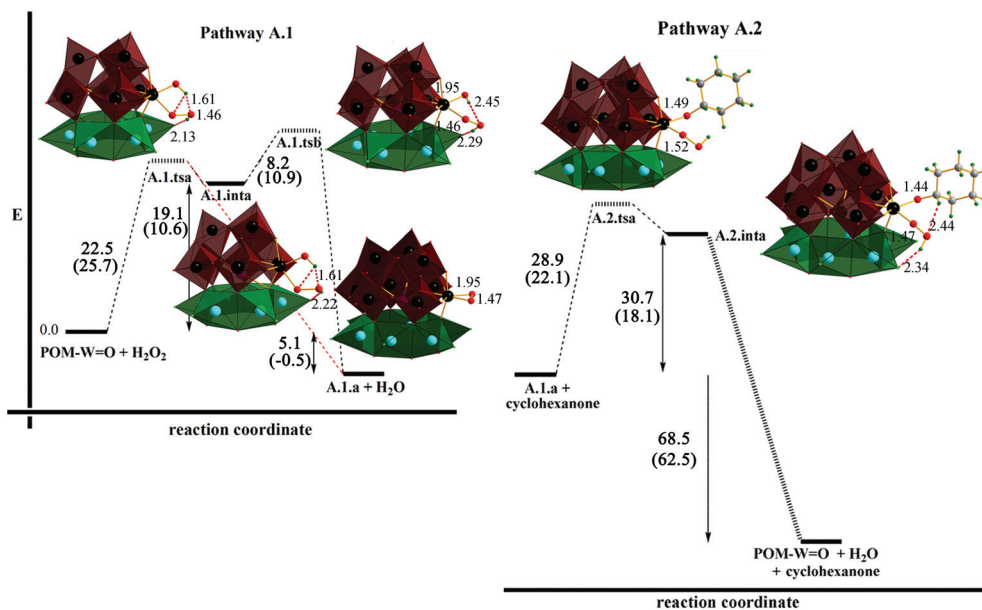 Pathway A.1
1.61
1.46
2.13
1.95
2.45
1.46
2.29
A.1.tsb
8.2
(10.9)
A.1.tsa
A.1.inta
E
19.1
(10.6)
22.5
(25.7)
1.61
2.22
1.95
1.47
0.0
POM-W=O + H₂O₂
5.1
(-0.5)
A.1.a + H₂O
reaction coordinate
Pathway A.2
1.49
1.52
1.44
2.44
1.47
2.34
A.2.tsa
A.2.inta
28.9
(22.1)
30.7
(18.1)
A.1.a +
cyclohexanone
68.5
(62.5)
POM-W=O + H₂O
+ cyclohexanone
reaction coordinate